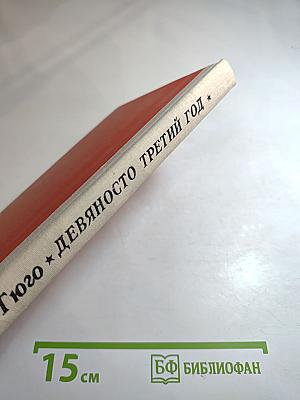 Гюго ★ ДЕВЯНОСТО ТРЕТИЙ ГОД ★
15 см
БФ БИБЛИОФАН